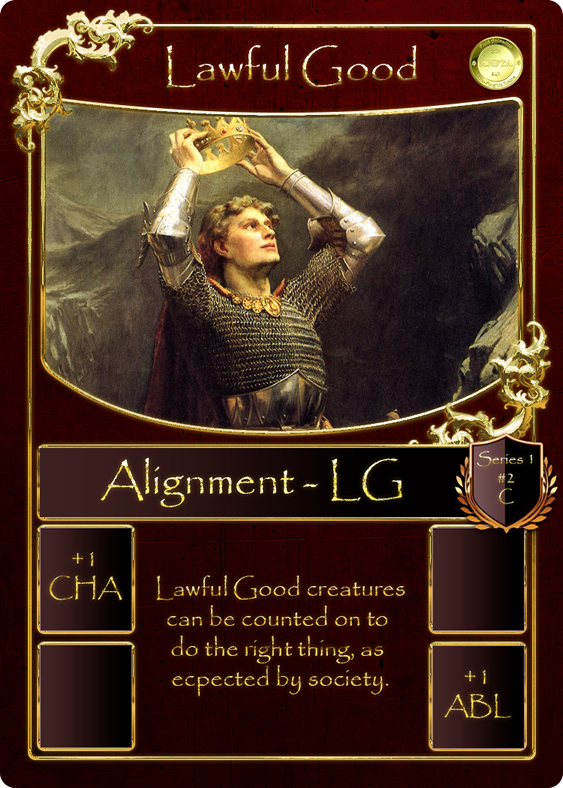 Lawful Good
Alignment - LG
Series 1
#2
C
+1
CHA
Lawful Good creatures
can be counted on to
do the right thing, as
ecpected by society.
+1
ABL